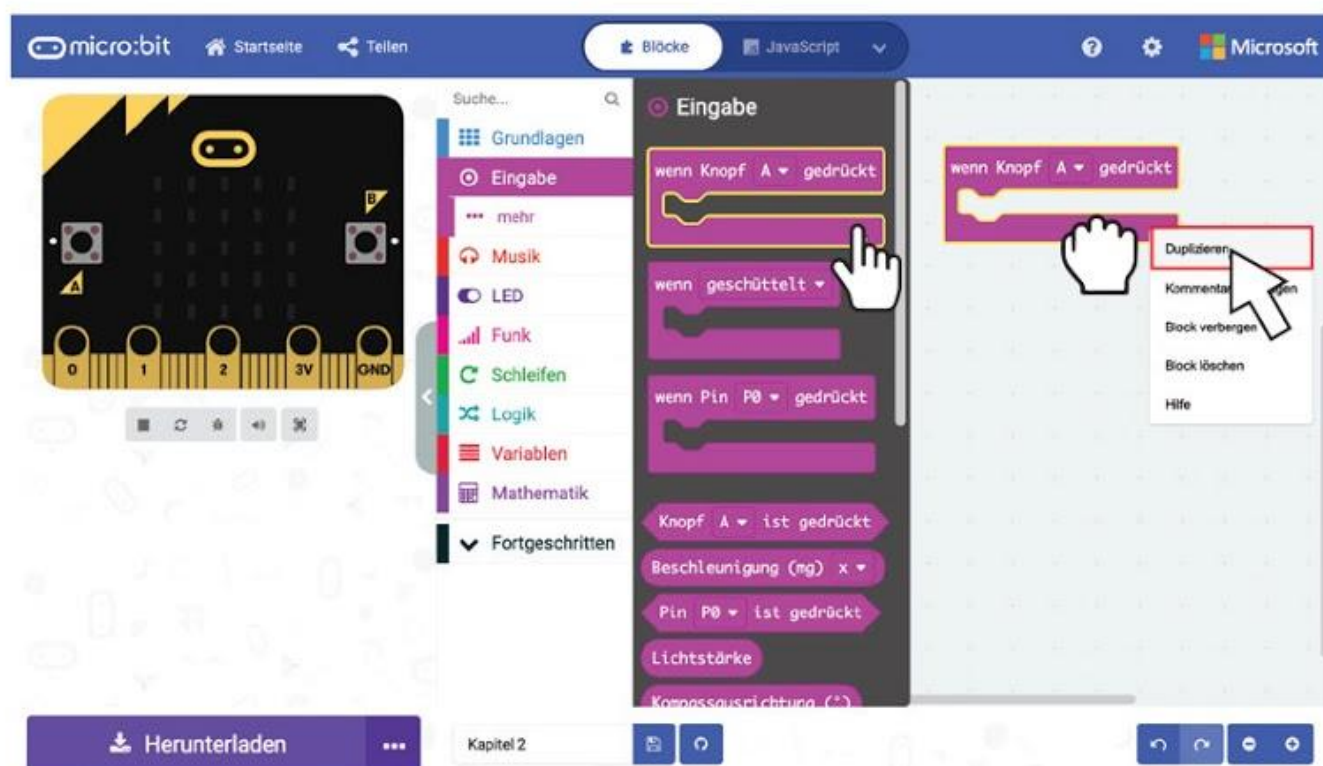 micro:bit Startseite Teilen Blöcke JavaScript Microsoft
B
A
0 1 2 3V GND
Suche...
Grundlagen
Eingabe
mehr
Musik
LED
Funk
Schleifen
Logik
Variablen
Mathematik
Fortgeschritten
Eingabe
wenn Knopf A gedrückt
wenn geschüttelt
wenn Pin P0 gedrückt
Knopf A ist gedrückt
Beschleunigung (mg) x
Pin P0 ist gedrückt
Lichtstärke
Kompassausrichtung (°)
wenn Knopf A gedrückt
Duplizieren
Kommentar
Block verbergen
Block löschen
Hilfe
Herunterladen
Kapitel 2